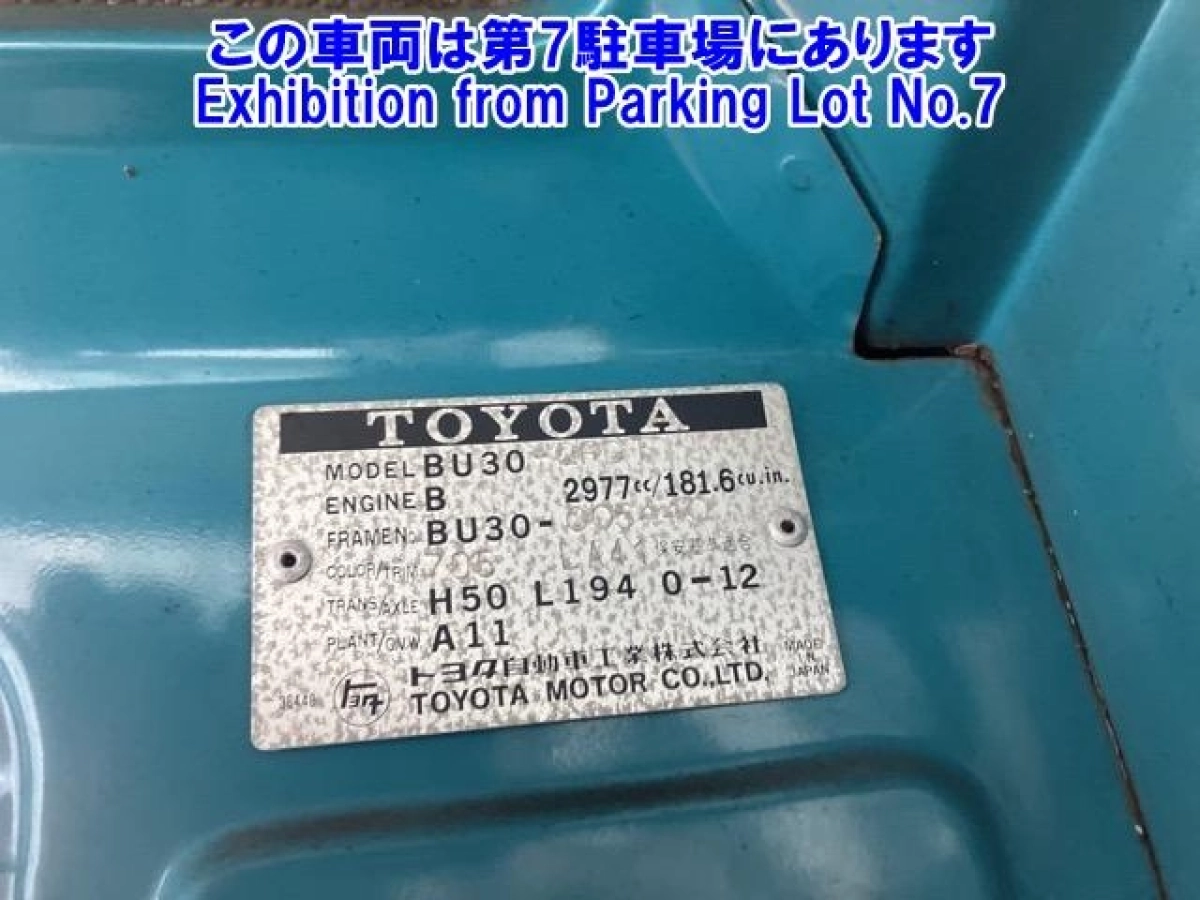 この車両は第7駐車場にあります
Exhibition from Parking Lot No.7
TOYOTA
MODEL BU30
ENGINE B 2977cc/181.6cu.in.
FRAME No. BU30-
COLOR/TRIM
TRANS/AXLE H50 L194 0-12
PLANT/GVW A11
トヨタ自動車工業株式会社
TOYOTA MOTOR CO.,LTD.
MADE IN JAPAN
トヨタ